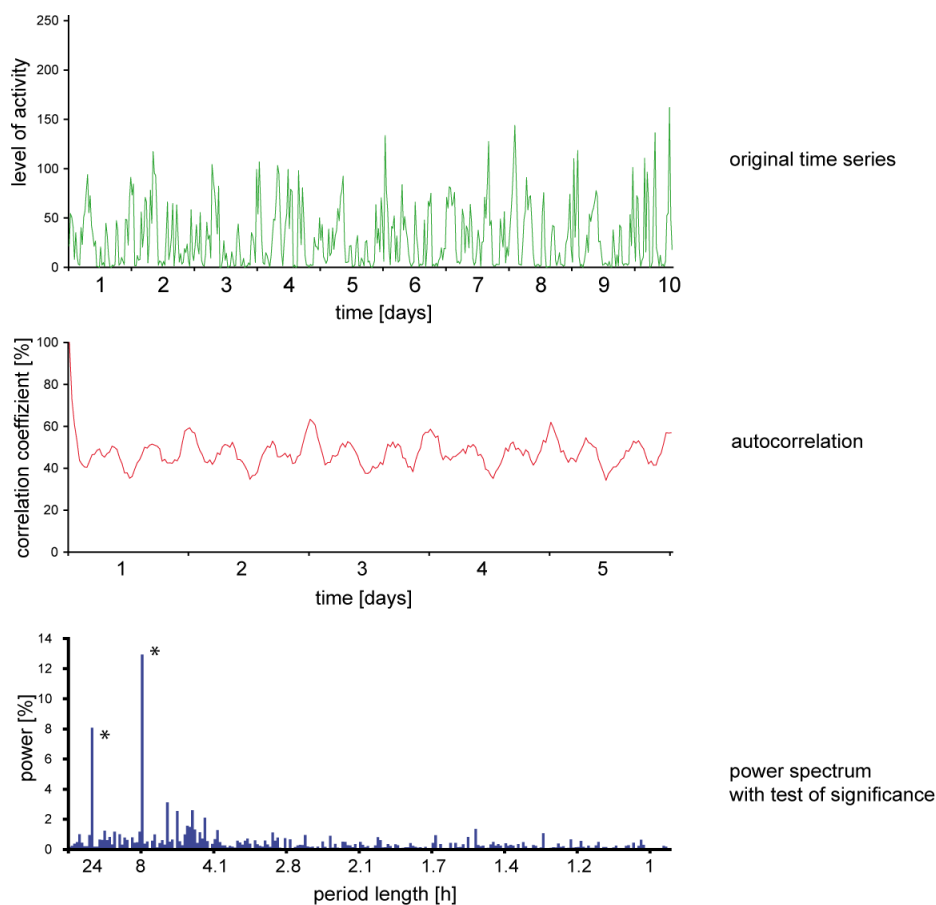 250
200
150
100
50
0
level of activity
1 2 3 4 5 6 7 8 9 10
time [days]
original time series
100
80
60
40
20
0
correlation coeffizient [%]
1 2 3 4 5
time [days]
autocorrelation
14
12
10
8
6
4
2
0
power [%]
*
*
24 8 4.1 2.8 2.1 1.7 1.4 1.2 1
period length [h]
power spectrum
with test of significance